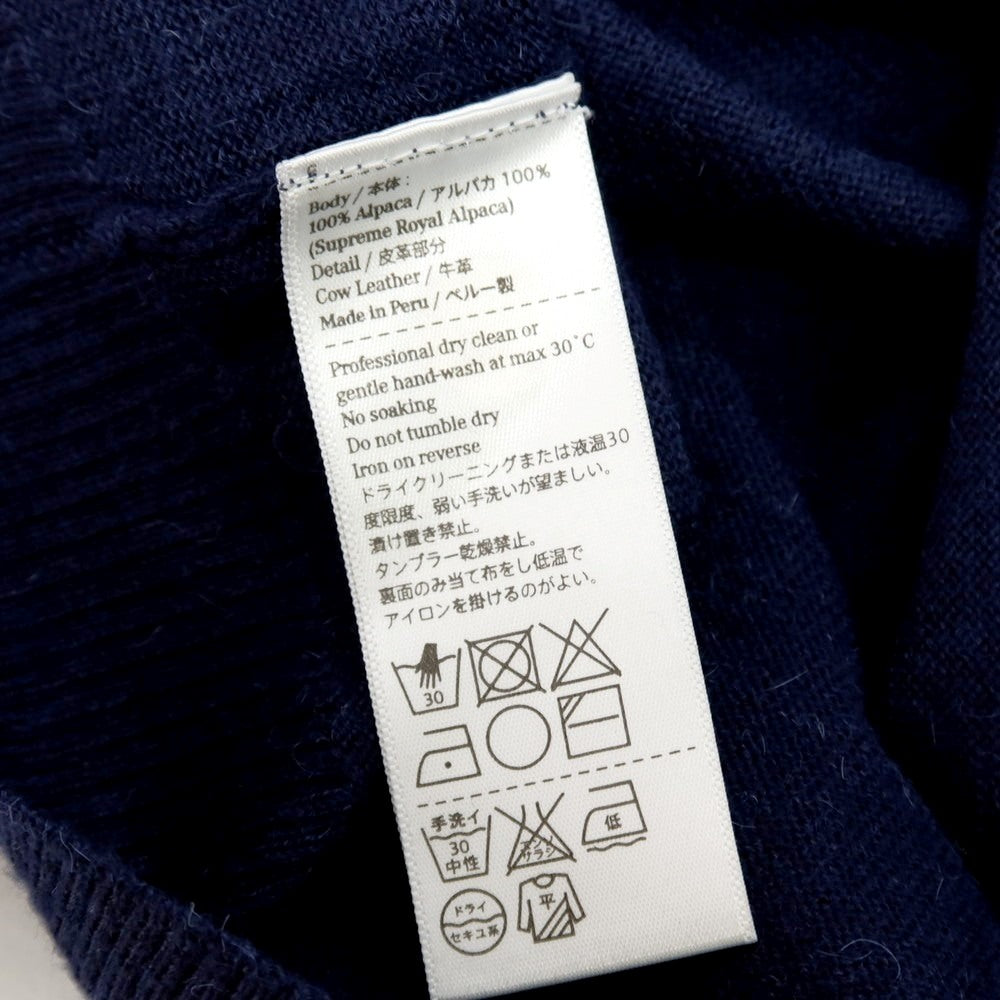 Body / 本体 :
100% Alpaca / アルパカ 100%
(Supreme Royal Alpaca)
Detail / 皮革部分
Cow Leather / 牛革
Made in Peru / ペルー製
Professional dry clean or
gentle hand-wash at max 30°C
No soaking
Do not tumble dry
Iron on reverse
ドライクリーニングまたは液温30
度限度、弱い手洗いが望ましい。
漬け置き禁止。
タンブラー乾燥禁止。
裏面のみ当て布をし低温で
アイロンを掛けるのがよい。
30
手洗イ
30
中性
エンソ
サラシ
低
ドライ
セキユ系
平